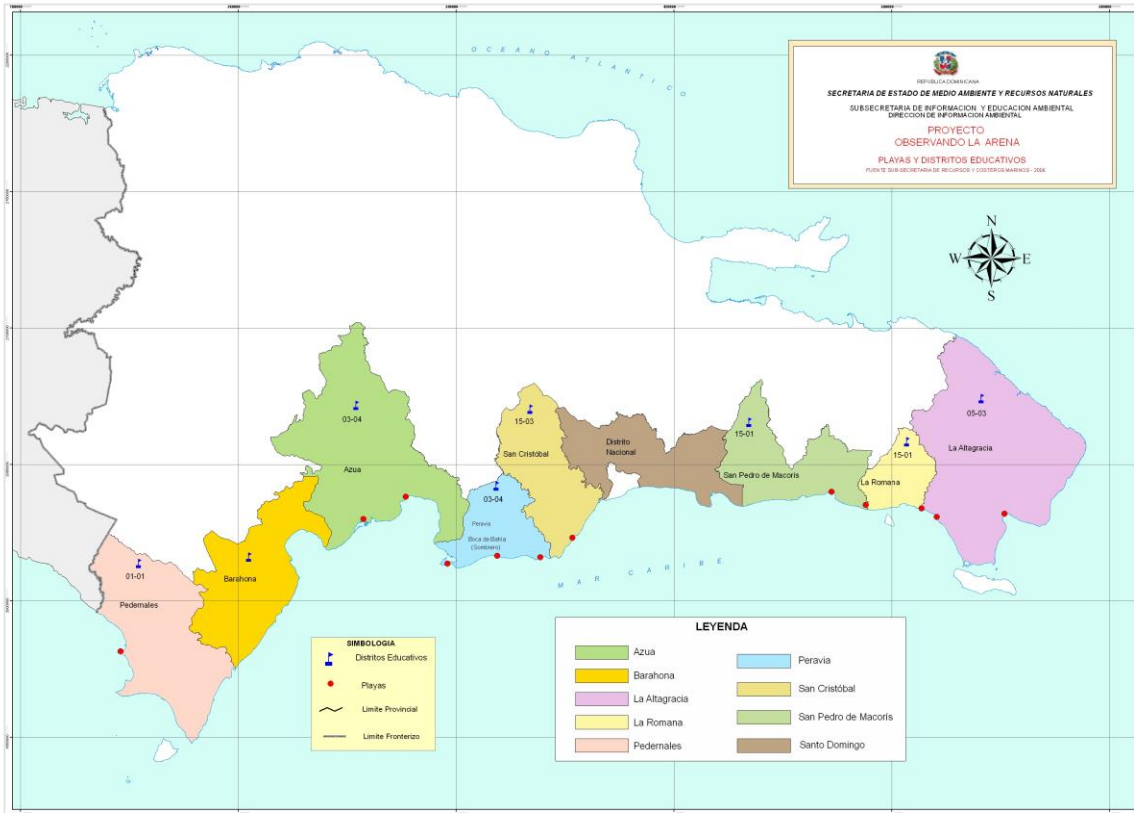 OCEANO ATLANTICO
REPUBLICA DOMINICANA
SECRETARIA DE ESTADO DE MEDIO AMBIENTE Y RECURSOS NATURALES
SUBSECRETARIA DE INFORMACION Y EDUCACION AMBIENTAL
DIRECCION DE INFORMACION AMBIENTAL
PROYECTO
OBSERVANDO LA ARENA
PLAYAS Y DISTRITOS EDUCATIVOS
N
W E
S
03-04
Azua
15-03
San Cristóbal
Distrito
Nacional
15-01
San Pedro de Macorís
15-01
La Romana
05-03
La Altagracia
03-04
Peravia
Boca de Bahía
(Sombrero)
Barahona
01-01
Pedernales
MAR CARIBE
SIMBOLOGIA
Distritos Educativos
Playas
Limite Provincial
Limite Fronterizo
LEYENDA
Azua
Barahona
La Altagracia
La Romana
Pedernales
Peravia
San Cristóbal
San Pedro de Macorís
Santo Domingo